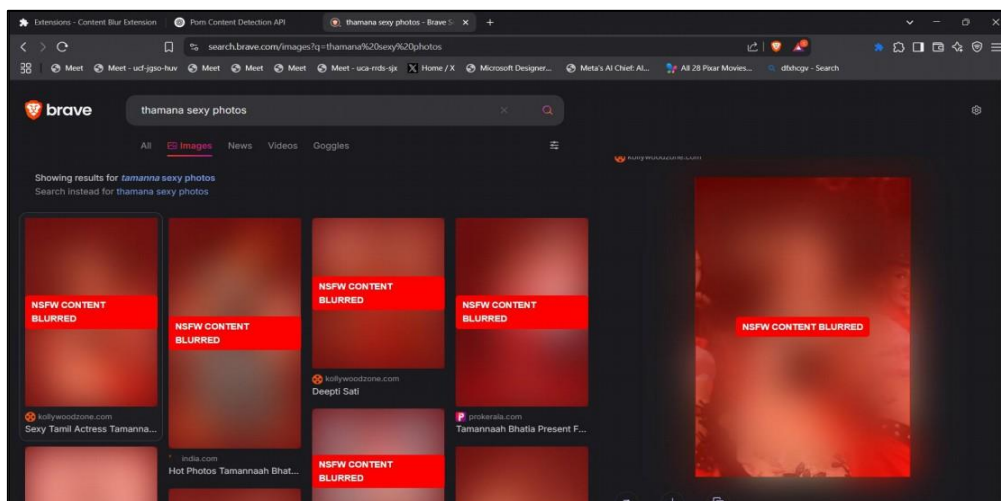 Extensions - Content Blur Extension
Porn Content Detection API
thamana sexy photos - Brave S
search.brave.com/images?q=thamana%20sexy%20photos
Meet
Meet - ucf-jgso-huv
Meet
Meet
Meet
Meet - uca-rrds-sjx
Home / X
Microsoft Designer...
Meta's AI Chief: AI...
All 28 Pixar Movies...
dfxhcgv - Search
brave
thamana sexy photos
All
Images
News
Videos
Goggles
Showing results for tamanna sexy photos
Search instead for thamana sexy photos
kollywoodzone.com
NSFW CONTENT
BLURRED
kollywoodzone.com
Sexy Tamil Actress Tamanna...
NSFW CONTENT
BLURRED
india.com
Hot Photos Tamannaah Bhat...
NSFW CONTENT
BLURRED
kollywoodzone.com
Deepti Sati
NSFW CONTENT
BLURRED
NSFW CONTENT
BLURRED
prokerala.com
Tamannaah Bhatia Present F...
NSFW CONTENT BLURRED